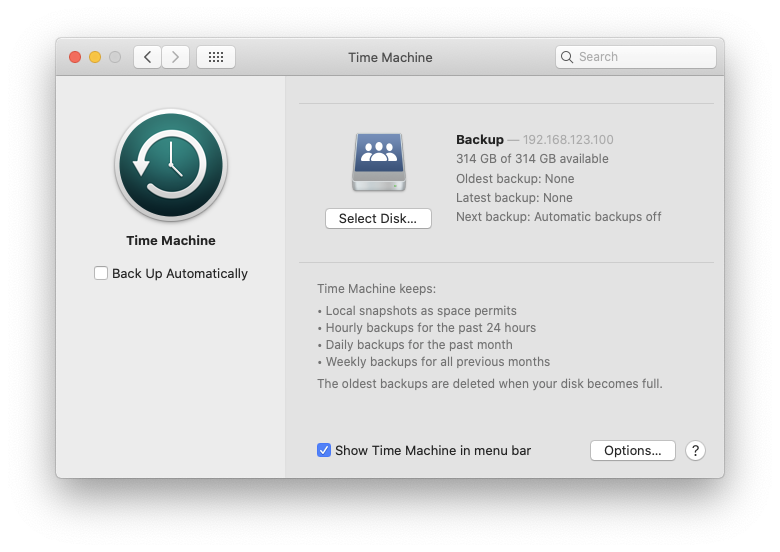 Time Machine
Search
Time Machine
Back Up Automatically
Select Disk...
Backup — 192.168.123.100
314 GB of 314 GB available
Oldest backup: None
Latest backup: None
Next backup: Automatic backups off
Time Machine keeps:
• Local snapshots as space permits
• Hourly backups for the past 24 hours
• Daily backups for the past month
• Weekly backups for all previous months
The oldest backups are deleted when your disk becomes full.
Show Time Machine in menu bar
Options...
?